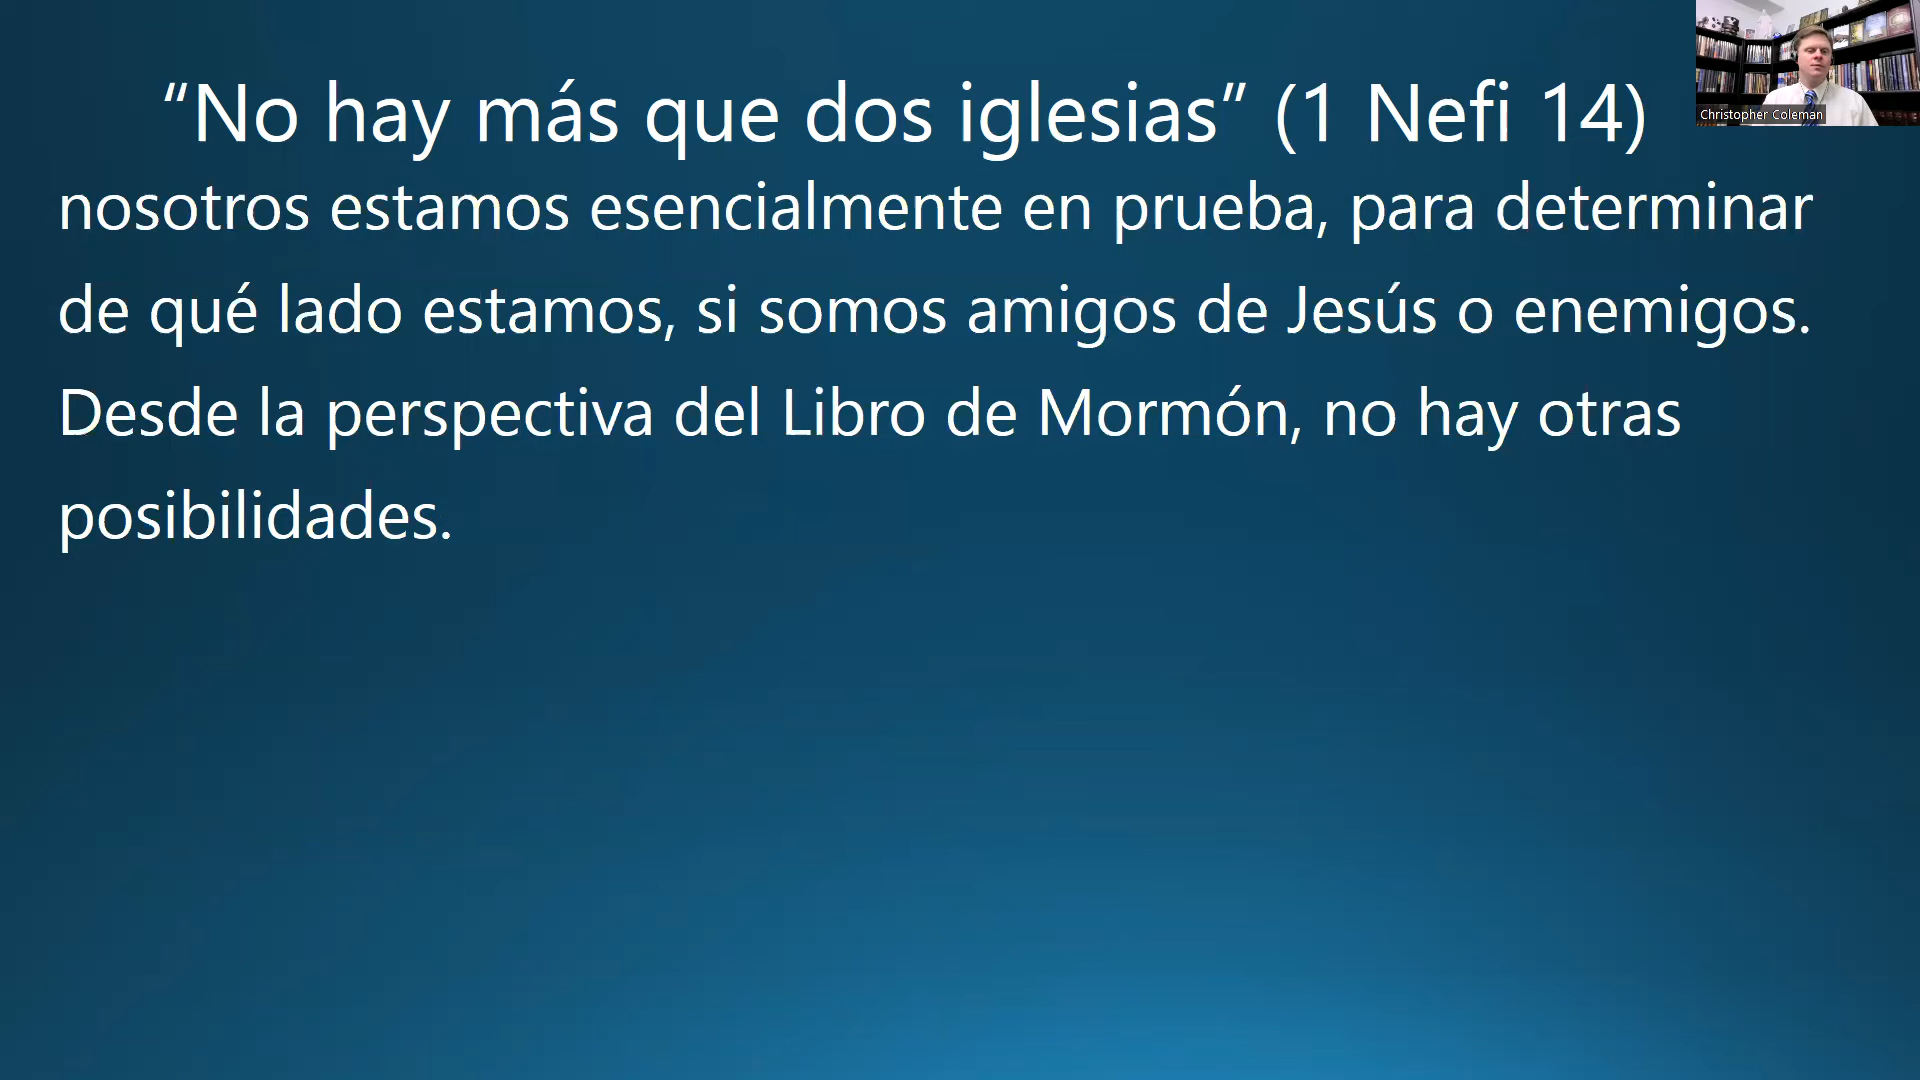 “No hay más que dos iglesias” (1 Nefi 14)
nosotros estamos esencialmente en prueba, para determinar
de qué lado estamos, si somos amigos de Jesús o enemigos.
Desde la perspectiva del Libro de Mormón, no hay otras
posibilidades.
Christopher Coleman